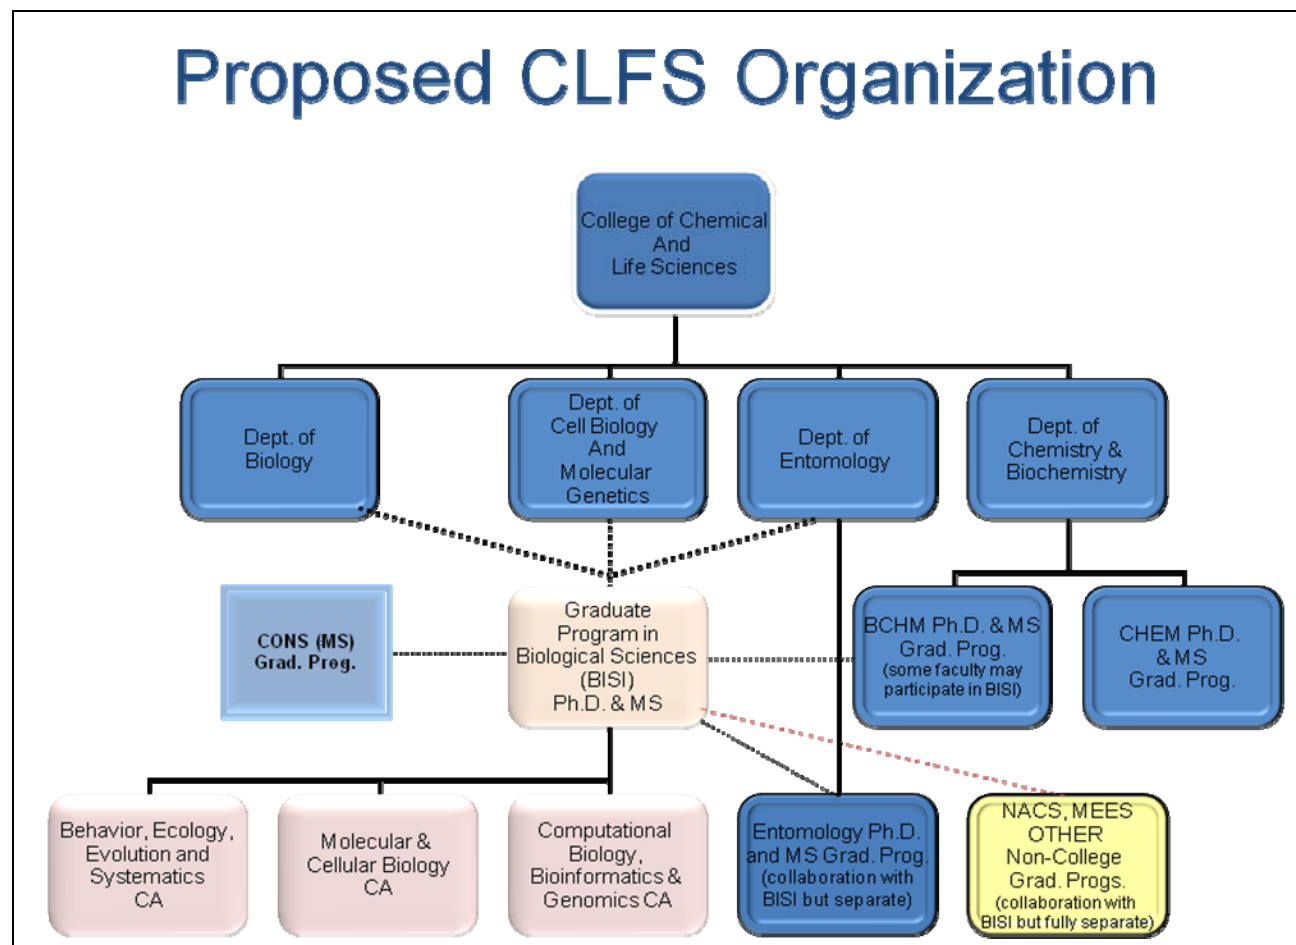 Proposed CLFS Organization
College of Chemical
And
Life Sciences
Dept. of
Biology
Dept. of
Cell Biology
And
Molecular
Genetics
Dept. of
Entomology
Dept. of
Chemistry &
Biochemistry
CONS (MS)
Grad. Prog.
Graduate
Program in
Biological Sciences
(BISI)
Ph.D. & MS
BCHM Ph.D. & MS
Grad. Prog.
(some faculty may
participate in BISI)
CHEM Ph.D.
& MS
Grad. Prog.
Behavior, Ecology,
Evolution and
Systematics
CA
Molecular &
Cellular Biology
CA
Computational
Biology,
Bioinformatics &
Genomics CA
Entomology Ph.D.
and MS Grad. Prog.
(collaboration with
BISI but separate)
NACS, MEES
OTHER
Non-College
Grad. Progs.
(collaboration with
BISI but fully separate)